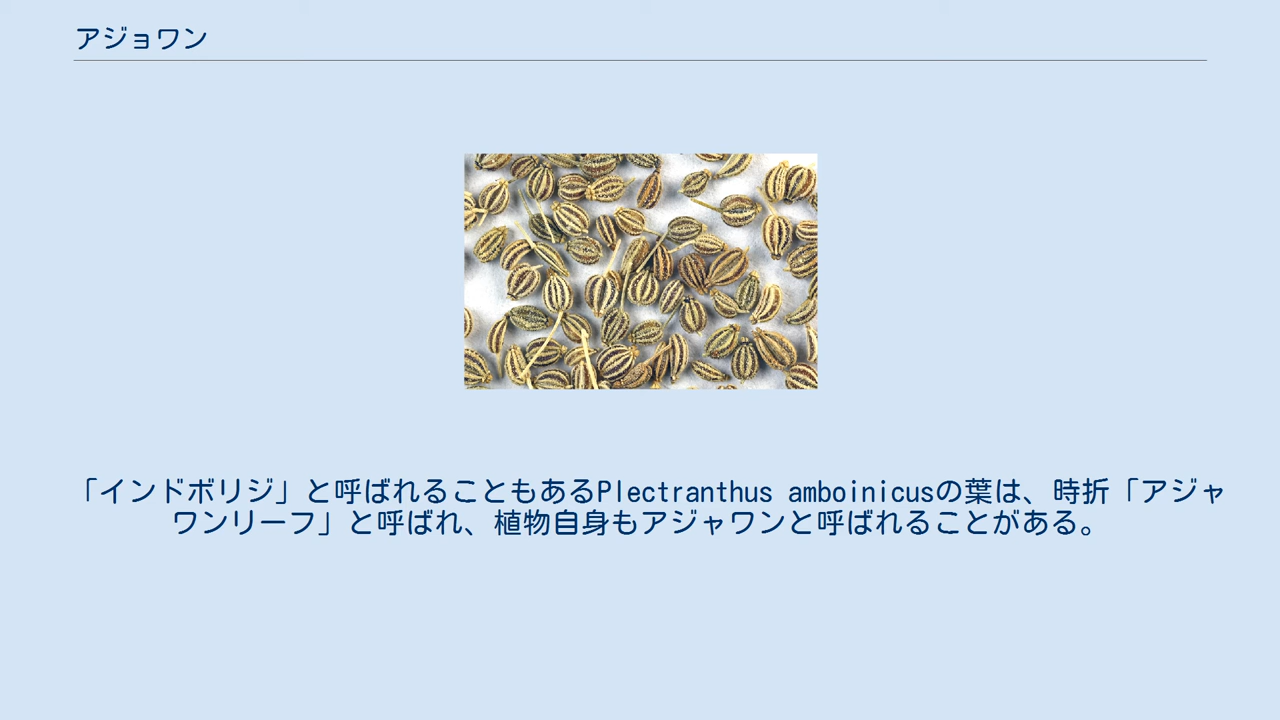 アジョワン
「インドボリジ」と呼ばれることもあるPlectranthus amboinicusの葉は、時折「アジャ
ワンリーフ」と呼ばれ、植物自身もアジャワンと呼ばれることがある。